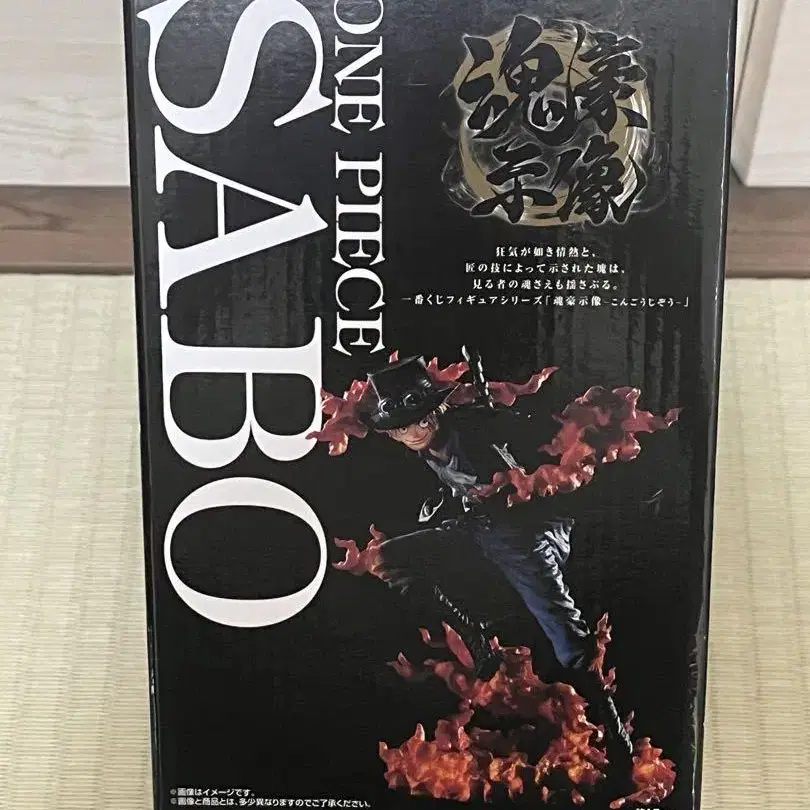 ONE PIECE
SABO
魂豪
示像
狂気が如き情熱と、
匠の技によって示された塊は、
見る者の魂さえも揺さぶる。
一番くじフィギュアシリーズ「魂豪示像 -こんごうじぞう-」
※画像はイメージです。
※画像と商品とは、多少異なりますのでご了承ください。